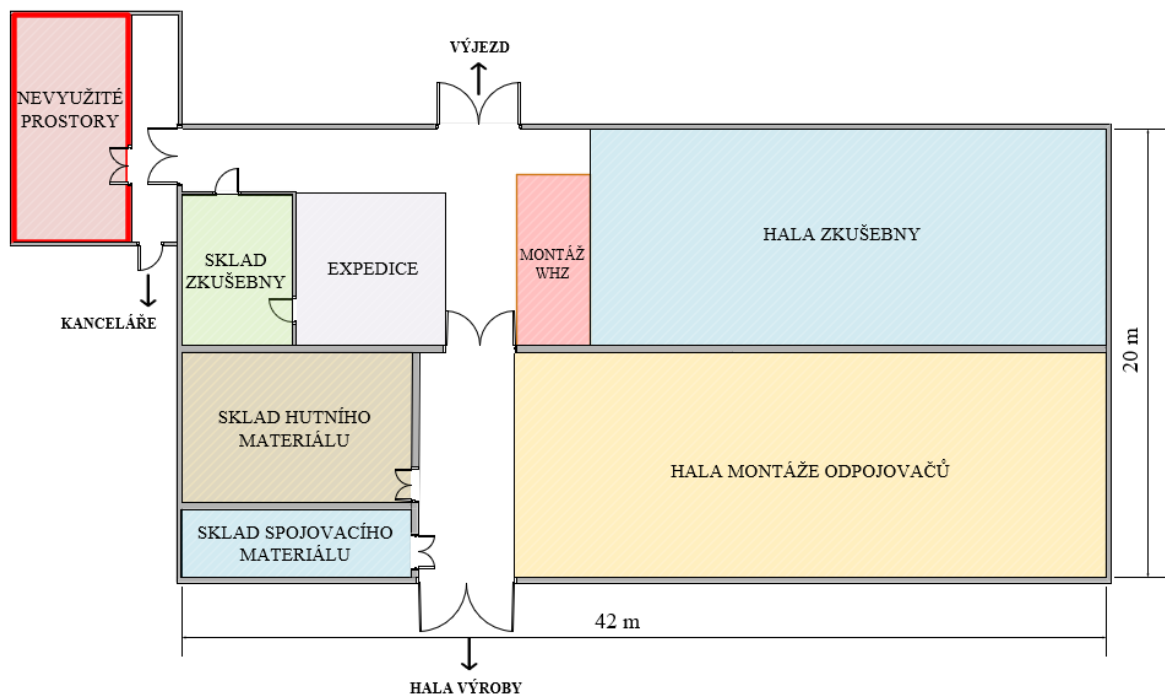 VÝJEZD
NEVYUŽITÉ
PROSTORY
HALA ZKUŠEBNY
SKLAD
ZKUŠEBNY
EXPEDICE
MONTÁŽ
WHZ
KANCELÁŘE
20 m
SKLAD HUTNÍHO
MATERIÁLU
HALA MONTÁŽE ODPOJOVAČŮ
SKLAD SPOJOVACÍHO
MATERIÁLU
42 m
HALA VÝROBY